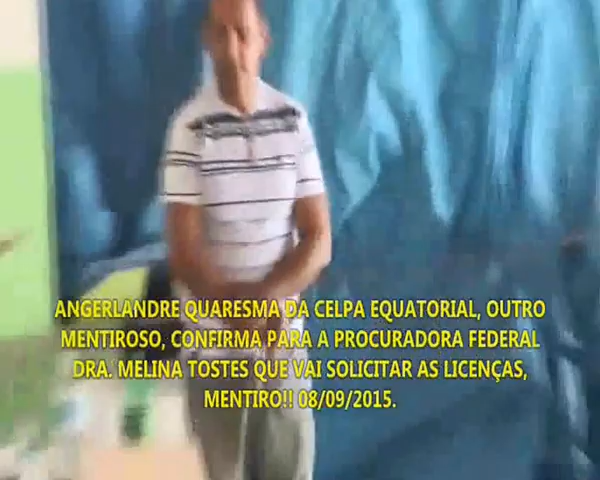 ANGERLANDRE QUARESMA DA CELPA EQUATORIAL, OUTRO
MENTIROSO, CONFIRMA PARA A PROCURADORA FEDERAL
DRA. MELINA TOSTES QUE VAI SOLICITAR AS LICENÇAS,
MENTIRO!! 08/09/2015.